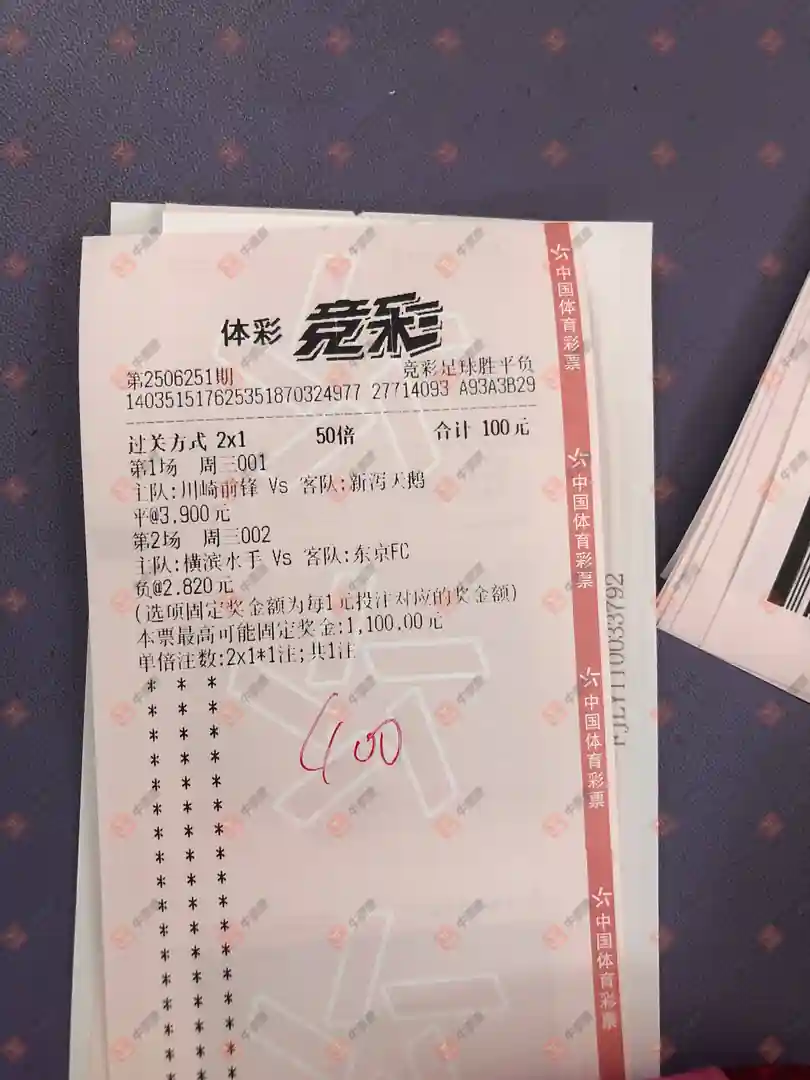 体彩 竞彩
第2506251期 竞彩足球胜平负
140351517625351870324977 27714093 A93A3B29
过关方式 2x1 50倍 合计 100元
第1场 周三001
主队:川崎前锋 Vs 客队:新泻天鹅
平@3.900元
第2场 周三002
主队:横滨水手 Vs 客队:东京FC
负@2.820元
(选项固定奖金额为每1元投注对应的奖金额)
本票最高可能固定奖金:1,100.00元
单倍注数:2x1*1注;共1注
400
中国体育彩票
中国体育彩票
中国体育彩票
中国体育彩票